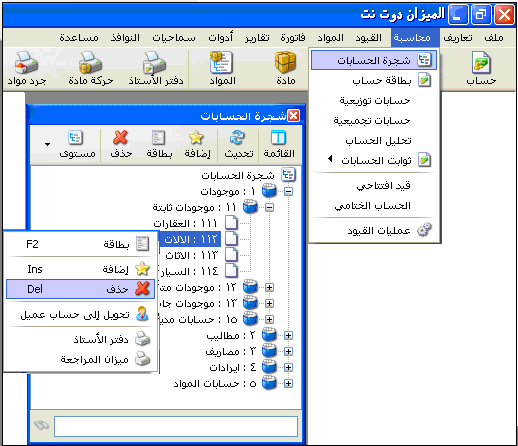 الميزان دوت نت
ملف تعاريف محاسبية القيود المواد فاتورة تقارير أدوات سماحيات النوافذ مساعدة
حساب
مادة
المواد
دفتر الأستاذ
حركة مادة
جرد مواد
شجرة الحسابات
بطاقة حساب
حسابات توزيعية
حسابات تجميعية
تحليل الحساب
ثوابت الحسابات
قيد افتتاحي
الحساب الختامي
عمليات القيود
شجرة الحسابات
القائمة تحديث إضافة بطاقة حذف مستوى
شجرة الحسابات
١ : موجودات
١١ : موجودات ثابتة
١١١ : العقارات
١١٢ : الالات
١١٣ : الاثاث
١١٤ : السيار
١٢ : موجودات مت
١٣ : موجودات جا
١٥ : حسابات مدي
٢ : مطاليب
٣ : مصاريف
٤ : ايرادات
٥ : حسابات المواد
بطاقة F2
إضافة Ins
حذف Del
تحويل إلى حساب عميل
دفتر الأستاذ
ميزان المراجعة